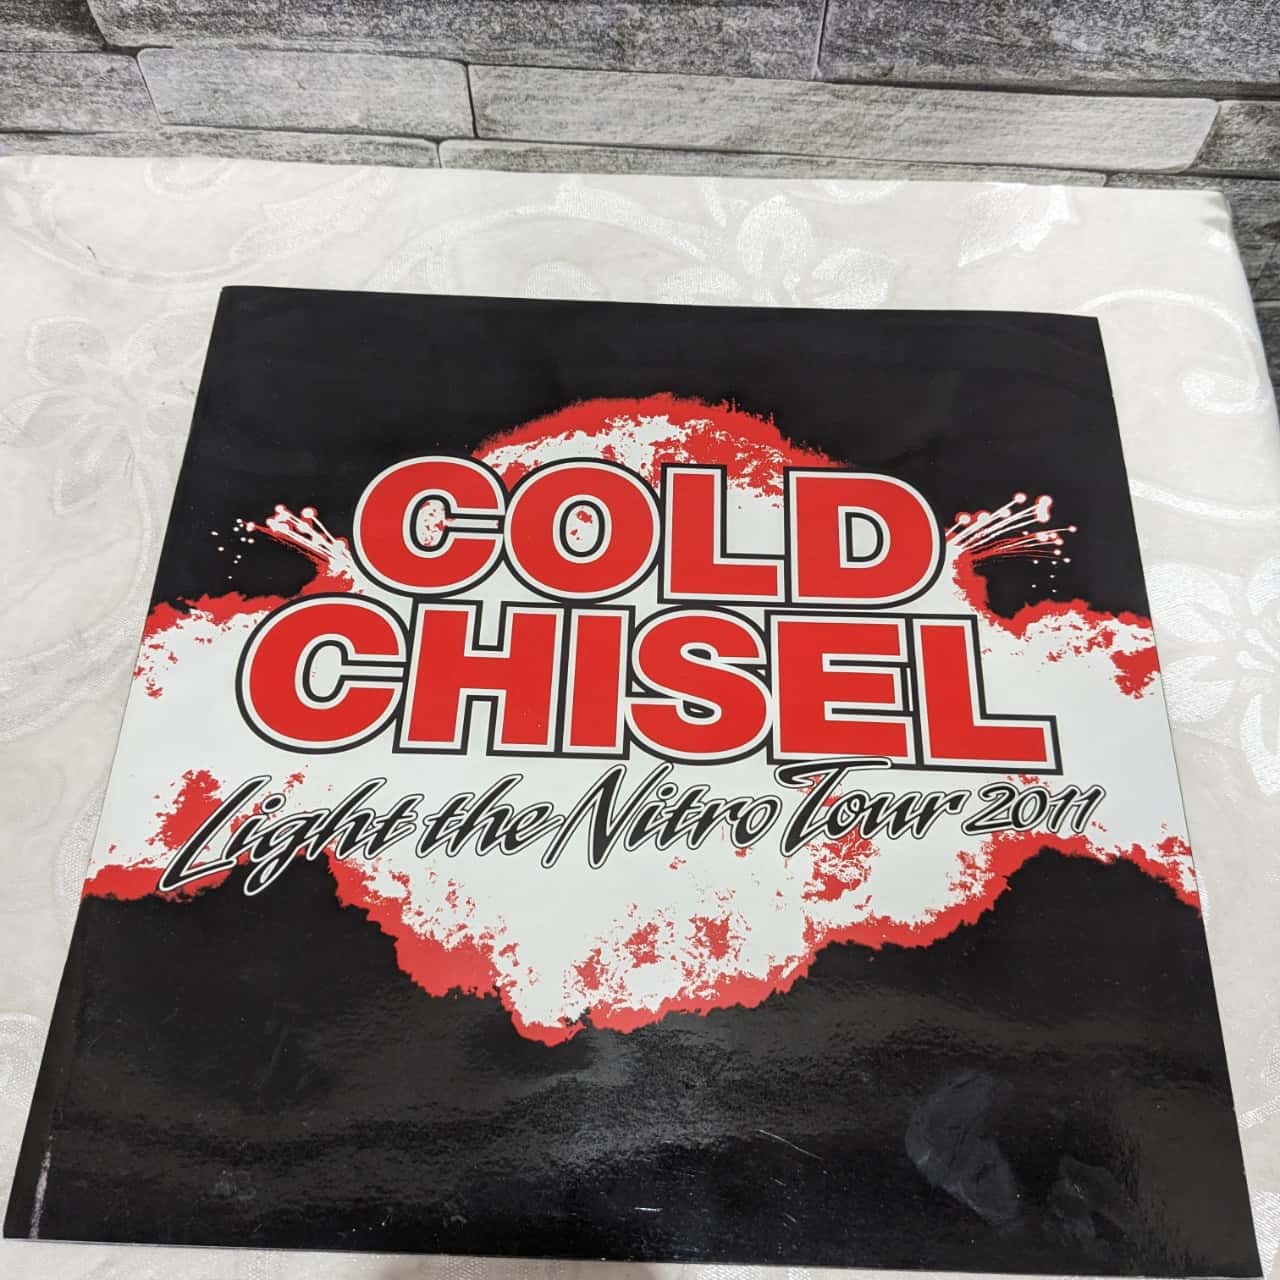 COLD
CHISEL
Light the Nitro Tour 2011